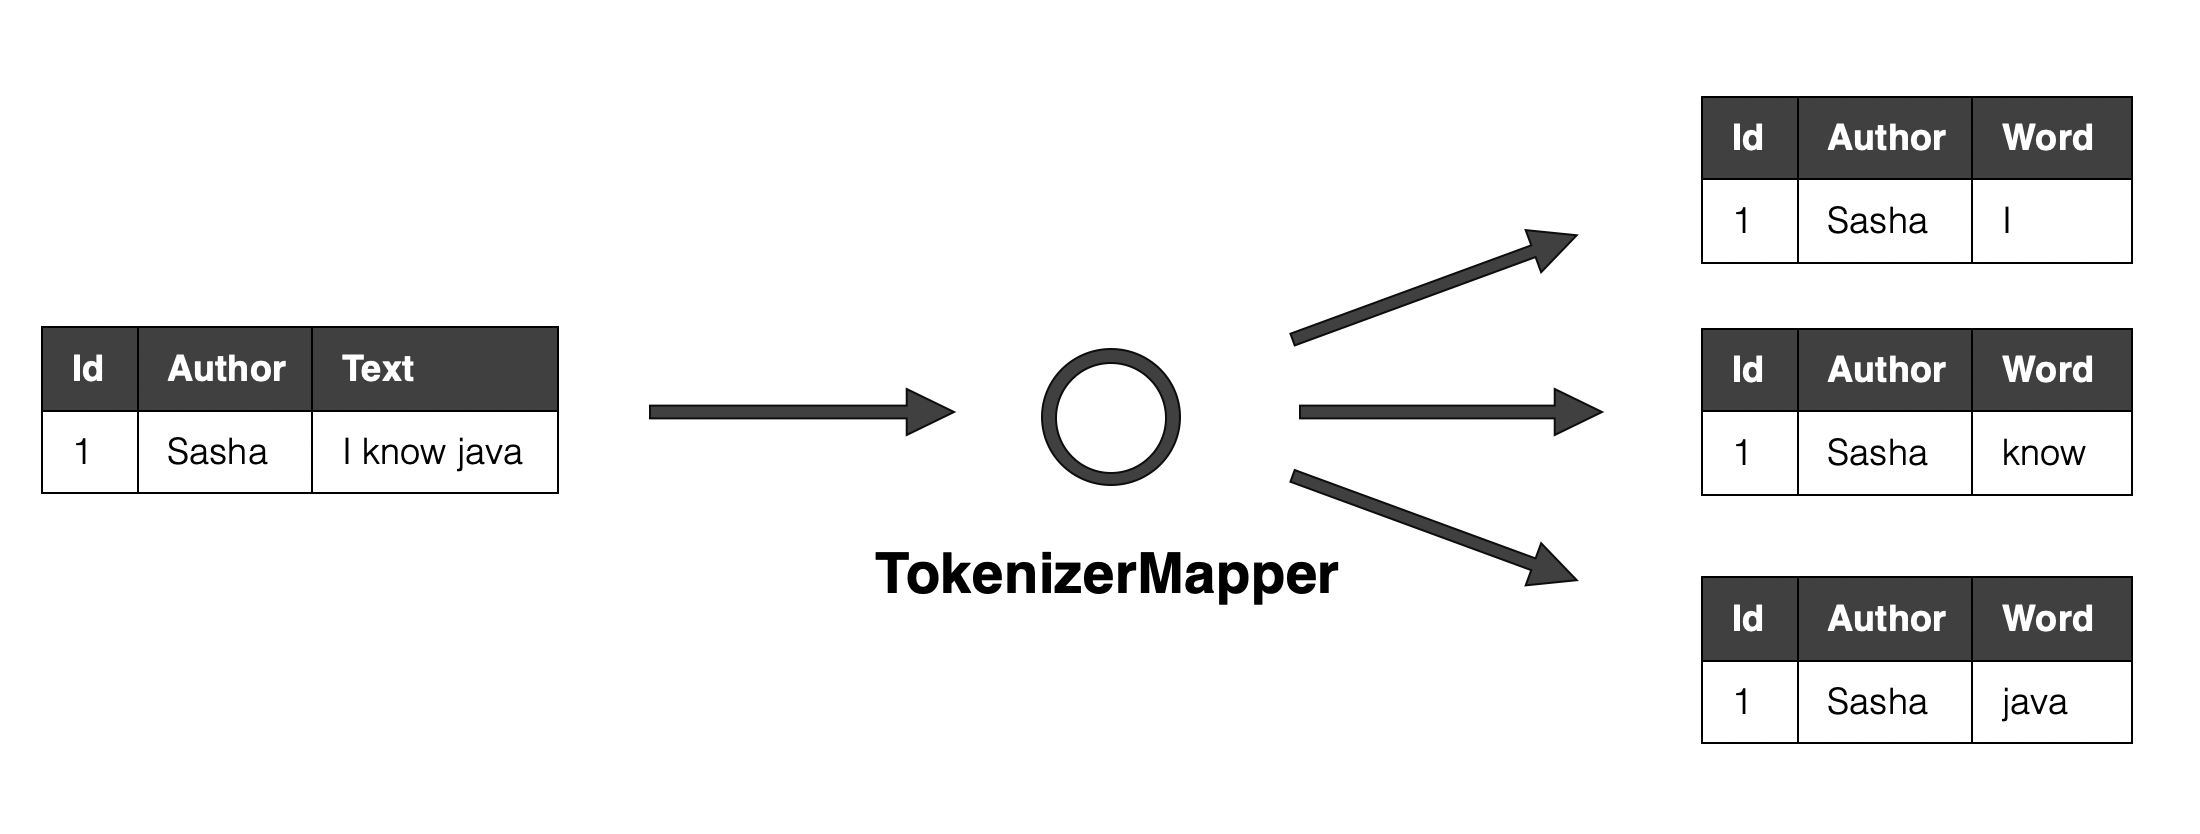 Id Author Text
1 Sasha I know java
TokenizerMapper
Id Author Word
1 Sasha I
Id Author Word
1 Sasha know
Id Author Word
1 Sasha java